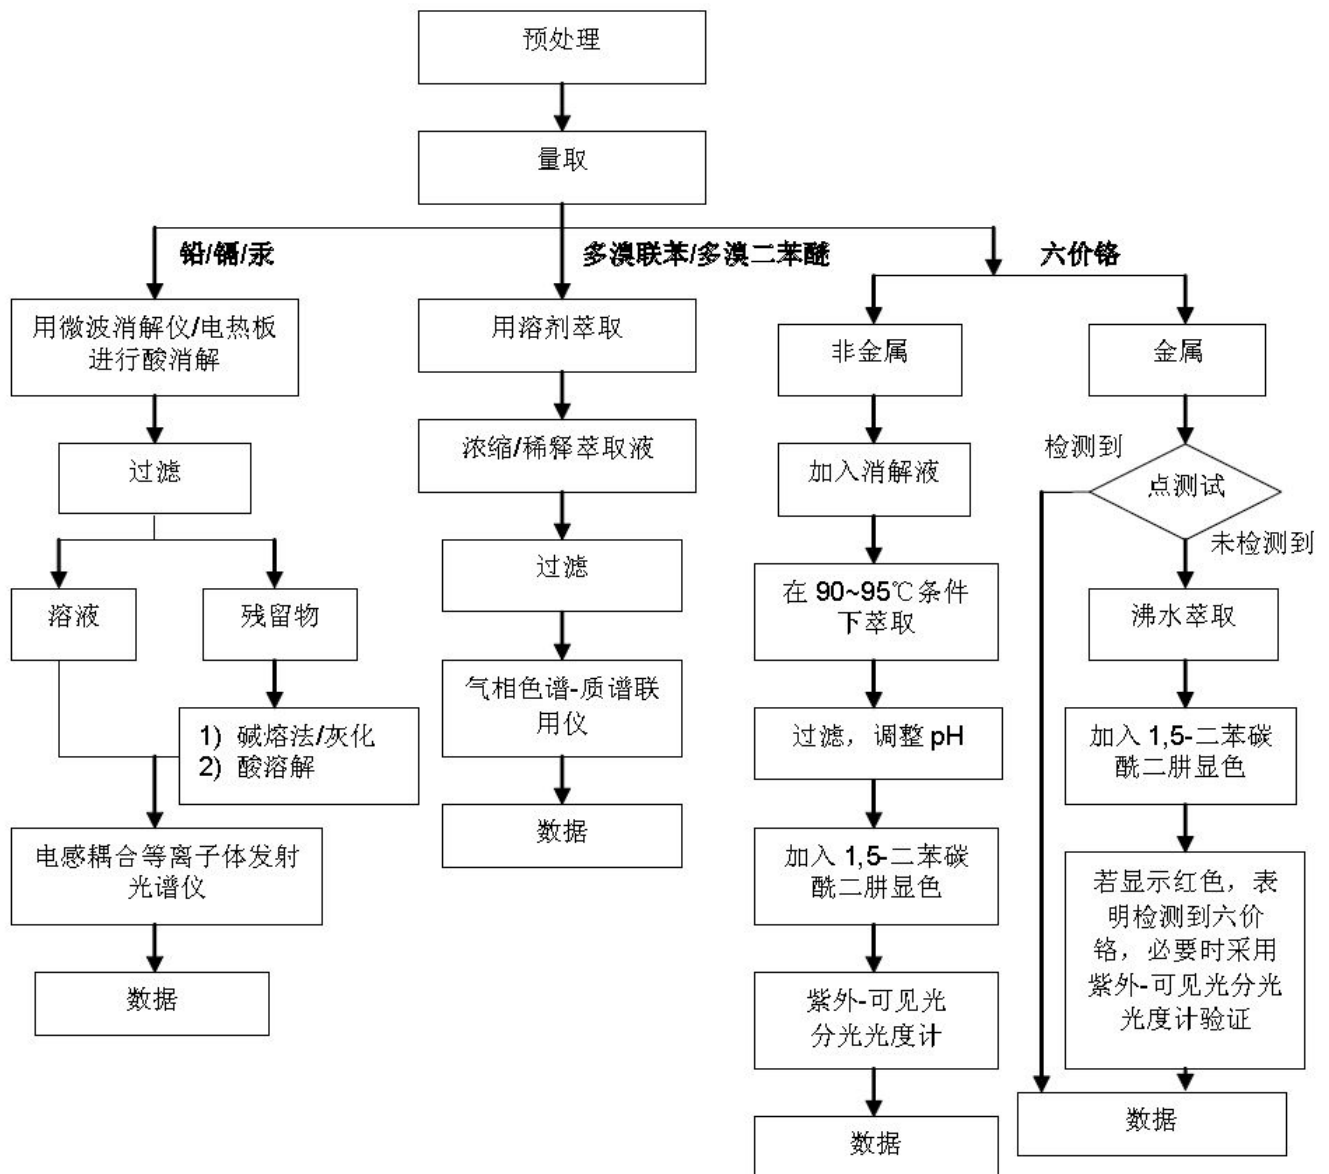 预处理
量取
铅/镉/汞
多溴联苯/多溴二苯醚
六价铬
用微波消解仪/电热板
进行酸消解
过滤
溶液
残留物
1) 碱熔法/灰化
2) 酸溶解
电感耦合等离子体发射
光谱仪
数据
用溶剂萃取
浓缩/稀释萃取液
过滤
气相色谱-质谱联
用仪
数据
非金属
加入消解液
在 90~95℃条件
下萃取
过滤，调整 pH
加入 1,5-二苯碳
酰二肼显色
紫外-可见光
分光光度计
数据
金属
检测到
点测试
未检测到
沸水萃取
加入 1,5-二苯碳
酰二肼显色
若显示红色，表
明检测到六价
铬，必要时采用
紫外-可见光分光
光度计验证
数据